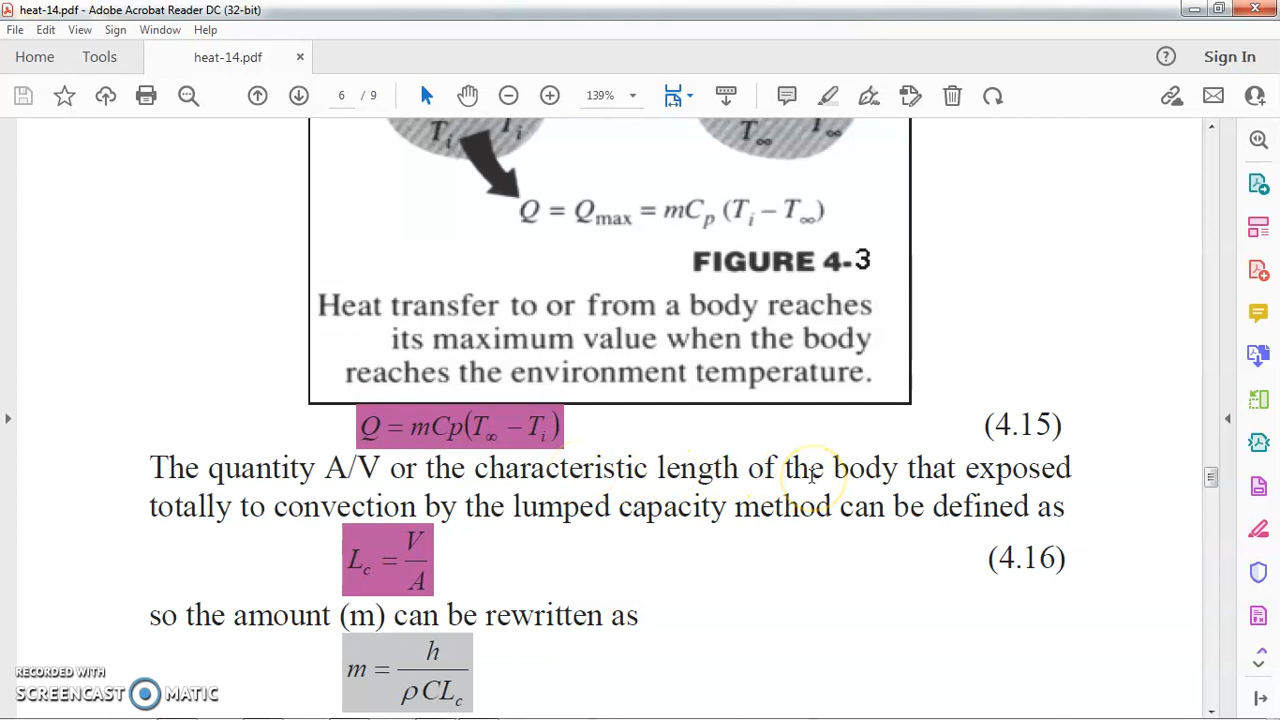 heat-14.pdf - Adobe Acrobat Reader DC (32-bit)
File Edit View Sign Window Help
Home Tools heat-14.pdf × Sign In
6 / 9 139%
T_i T_i T_∞ T_∞
Q = Q_max = mC_p (T_i – T_∞)
FIGURE 4-3
Heat transfer to or from a body reaches
its maximum value when the body
reaches the environment temperature.
Q = mCp(T_∞ − T_i) (4.15)
The quantity A/V or the characteristic length of the body that exposed
totally to convection by the lumped capacity method can be defined as
L_c = V/A (4.16)
so the amount (m) can be rewritten as
m = h/ρCL_c
RECORDED WITH
SCREENCAST MATIC